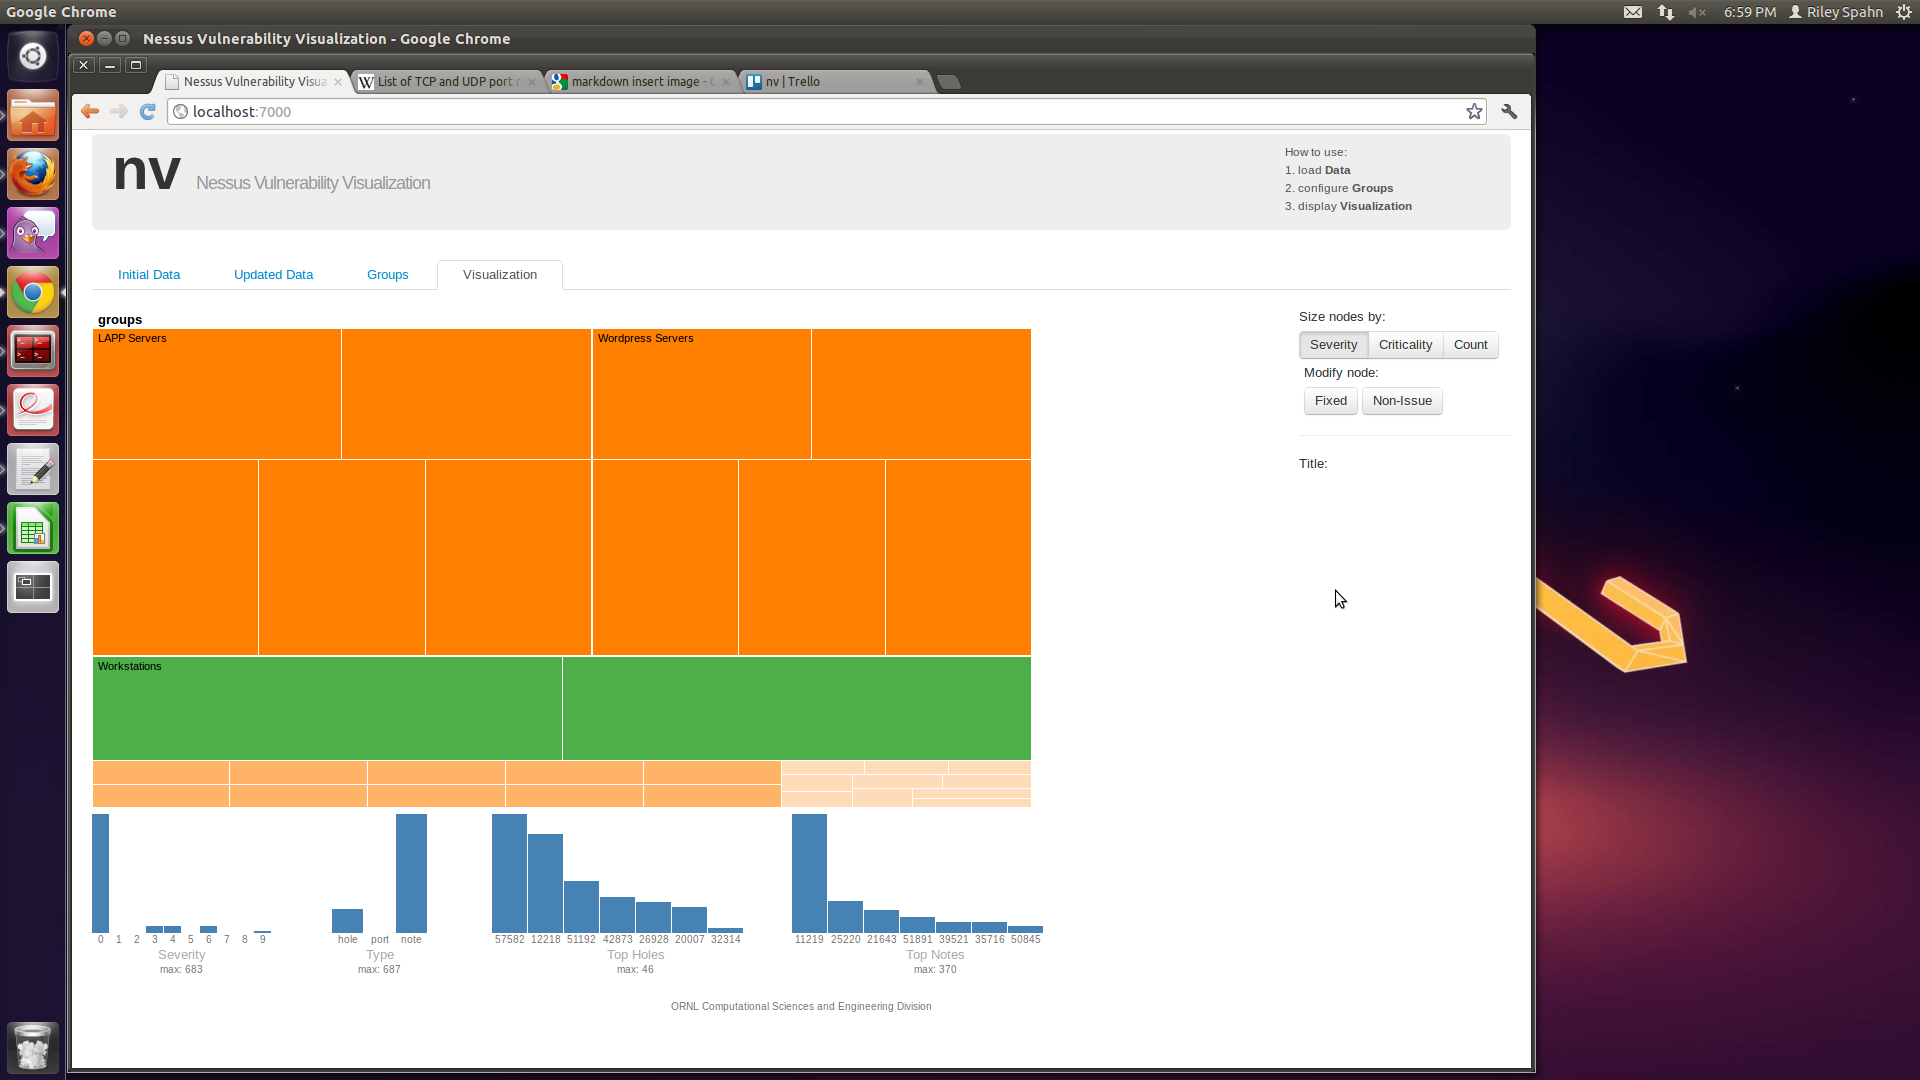 Google Chrome
6:59 PM Riley Spahn
Nessus Vulnerability Visualization - Google Chrome
Nessus Vulnerability Visua
List of TCP and UDP port
markdown insert image -
nv | Trello
localhost:7000
nv Nessus Vulnerability Visualization
How to use:
1. load Data
2. configure Groups
3. display Visualization
Initial Data
Updated Data
Groups
Visualization
groups
LAPP Servers
Wordpress Servers
Workstations
Size nodes by:
Severity
Criticality
Count
Modify node:
Fixed
Non-Issue
Title:
0 1 2 3 4 5 6 7 8 9
Severity
max: 683
hole port note
Type
max: 687
57582 12218 51192 42873 26928 20007 32314
Top Holes
max: 46
11219 25220 21643 51891 39521 35716 50845
Top Notes
max: 370
ORNL Computational Sciences and Engineering Division